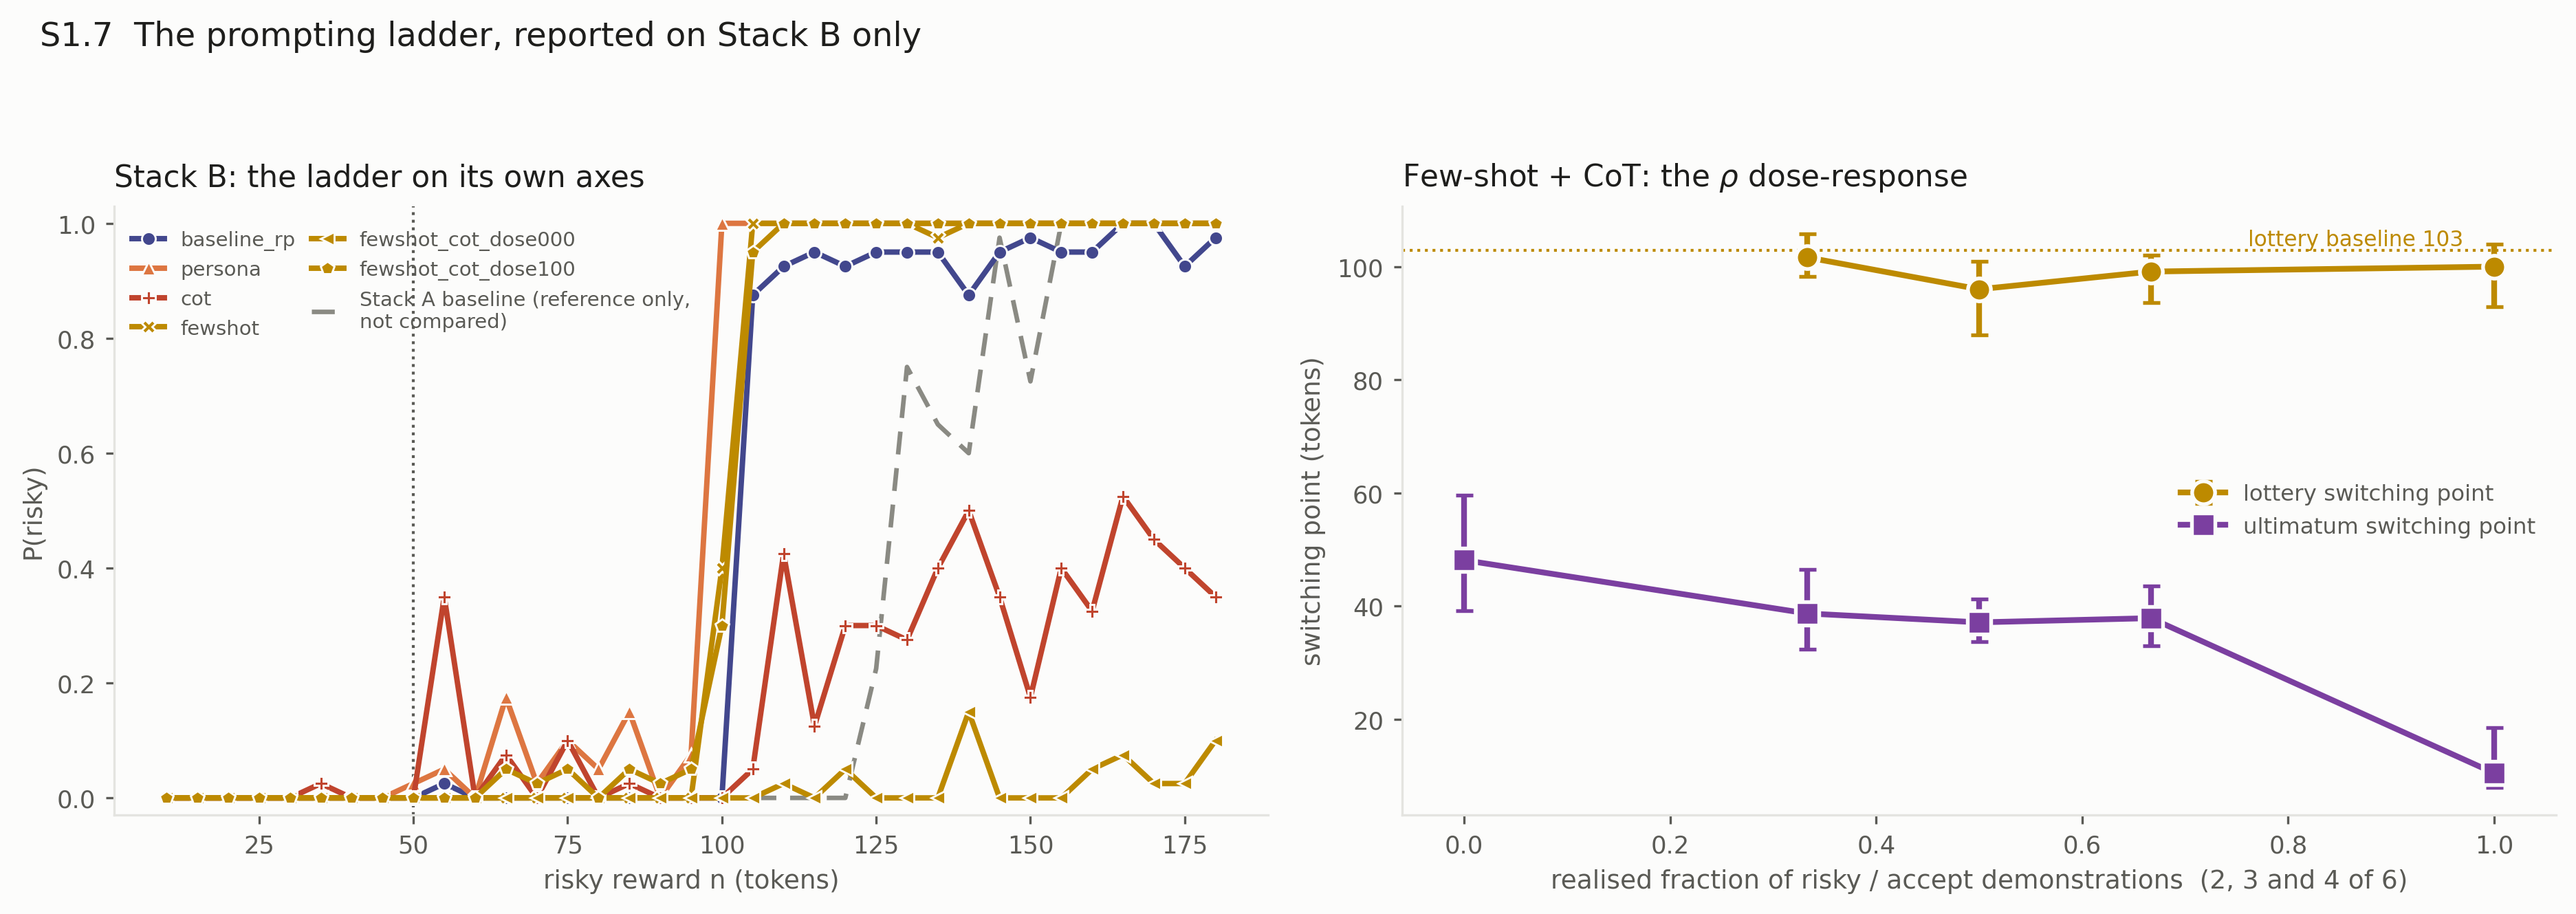 S1.7  The prompting ladder, reported on Stack B only
Stack B: the ladder on its own axes
P(risky)
1.0
0.8
0.6
0.4
0.2
0.0
baseline_rp
persona
cot
fewshot
fewshot_cot_dose000
fewshot_cot_dose100
Stack A baseline (reference only,
not compared)
25
50
75
100
125
150
175
risky reward n (tokens)
Few-shot + CoT: the ρ dose-response
switching point (tokens)
100
80
60
40
20
lottery baseline 103
lottery switching point
ultimatum switching point
0.0
0.2
0.4
0.6
0.8
1.0
realised fraction of risky / accept demonstrations  (2, 3 and 4 of 6)